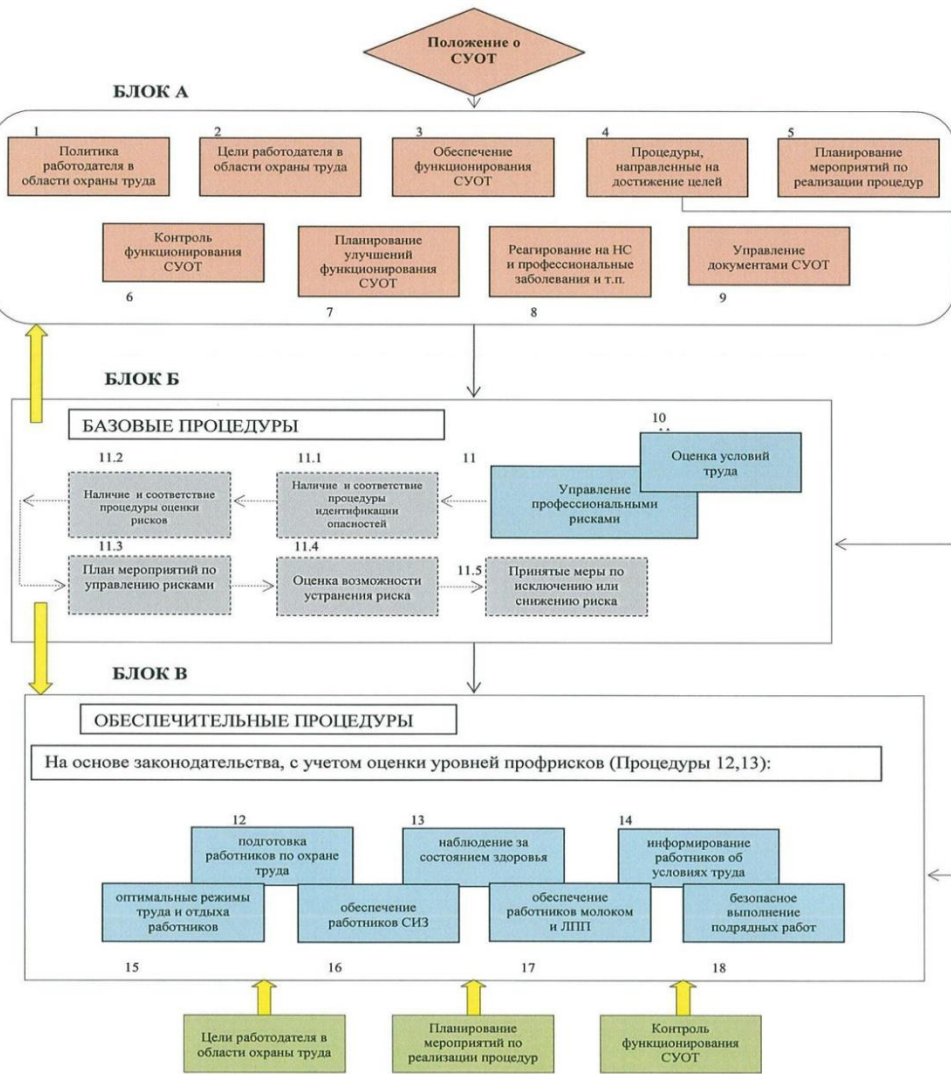 Положение о
СУОТ
БЛОК А
1
Политика
работодателя в
области охраны труда
2
Цели работодателя в
области охраны труда
3
Обеспечение
функционирования
СУОТ
4
Процедуры,
направленные на
достижение целей
5
Планирование
мероприятий по
реализации процедур
Контроль
функционирования
СУОТ
6
Планирование
улучшений
функционирования
СУОТ
7
Реагирование на НС
и профессиональные
заболевания и т.п.
8
Управление
документами СУОТ
9
БЛОК Б
БАЗОВЫЕ ПРОЦЕДУРЫ
10
Оценка условий
труда
11
Управление
профессиональными
рисками
11.1
Наличие и соответствие
процедуры
идентификации
опасностей
11.2
Наличие и соответствие
процедуры оценки
рисков
11.3
План мероприятий по
управлению рисками
11.4
Оценка возможности
устранения риска
11.5
Принятые меры по
исключению или
снижению риска
БЛОК В
ОБЕСПЕЧИТЕЛЬНЫЕ ПРОЦЕДУРЫ
На основе законодательства, с учетом оценки уровней профрисков (Процедуры 12,13):
12
подготовка
работников по охране
труда
13
наблюдение за
состоянием здоровья
14
информирование
работников об
условиях труда
оптимальные режимы
труда и отдыха
работников
15
обеспечение
работников СИЗ
16
обеспечение
работников молоком
и ЛПП
17
безопасное
выполнение
подрядных работ
18
Цели работодателя в
области охраны труда
Планирование
мероприятий по
реализации процедур
Контроль
функционирования
СУОТ